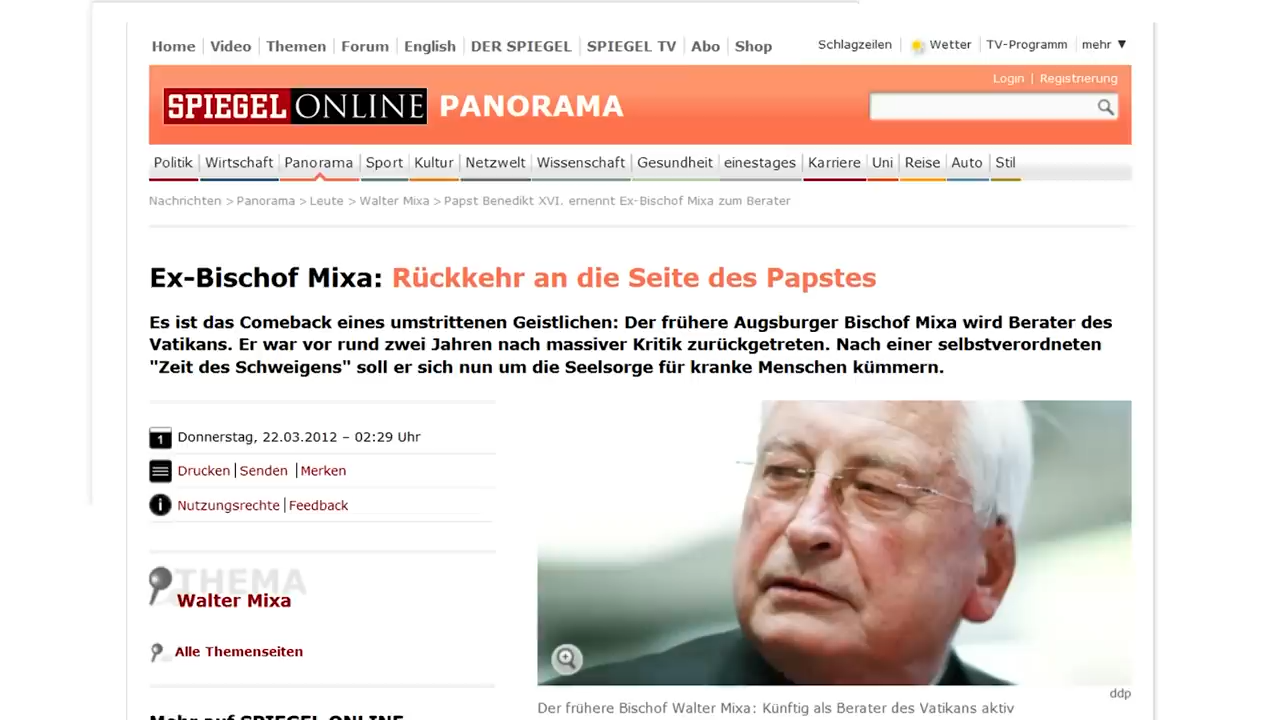 Home Video Themen Forum English DER SPIEGEL SPIEGEL TV Abo Shop Schlagzeilen Wetter TV-Programm mehr ▼
Login | Registrierung
SPIEGEL ONLINE PANORAMA
Politik Wirtschaft Panorama Sport Kultur Netzwelt Wissenschaft Gesundheit einestages Karriere Uni Reise Auto Stil
Nachrichten > Panorama > Leute > Walter Mixa > Papst Benedikt XVI. ernennt Ex-Bischof Mixa zum Berater
Ex-Bischof Mixa: Rückkehr an die Seite des Papstes
Es ist das Comeback eines umstrittenen Geistlichen: Der frühere Augsburger Bischof Mixa wird Berater des
Vatikans. Er war vor rund zwei Jahren nach massiver Kritik zurückgetreten. Nach einer selbstverordneten
"Zeit des Schweigens" soll er sich nun um die Seelsorge für kranke Menschen kümmern.
1 Donnerstag, 22.03.2012 – 02:29 Uhr
Drucken | Senden | Merken
Nutzungsrechte | Feedback
THEMA
Walter Mixa
Alle Themenseiten
ddp
Der frühere Bischof Walter Mixa: Künftig als Berater des Vatikans aktiv
Mehr auf SPIEGEL ONLINE